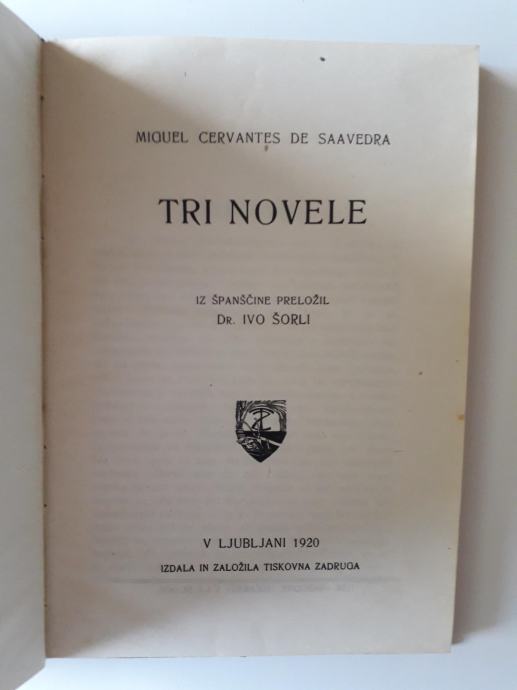 MIGUEL CERVANTES DE SAAVEDRA
TRI NOVELE
IZ ŠPANŠČINE PRELOŽIL
DR. IVO ŠORLI
V LJUBLJANI 1920
IZDALA IN ZALOŽILA TISKOVNA ZADRUGA